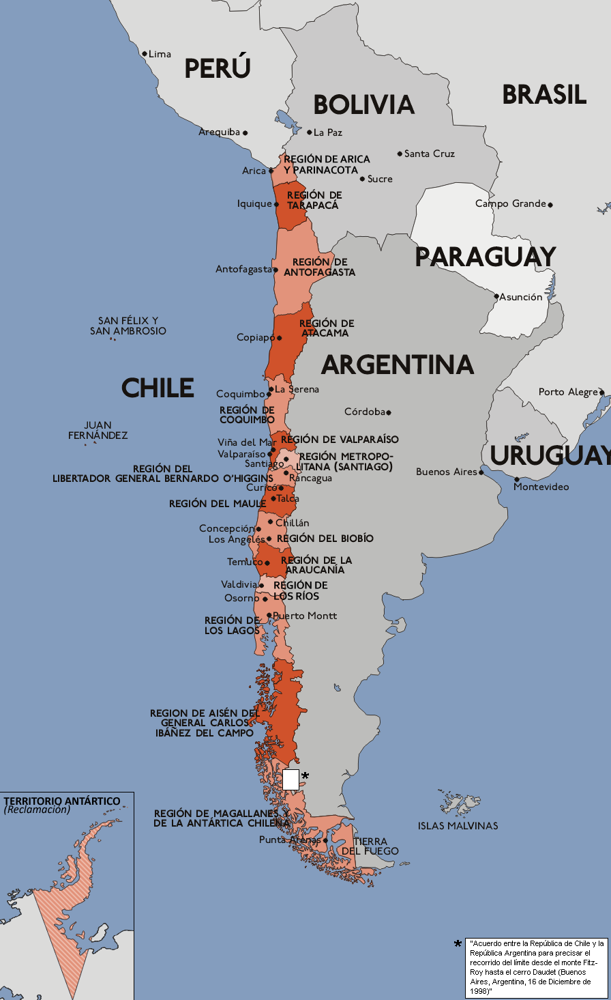 Lima
PERÚ
BRASIL
BOLIVIA
Arequiba
La Paz
Santa Cruz
REGIÓN DE ARICA
Y PARINACOTA
Arica
Sucre
REGIÓN DE
TARAPACÁ
Iquique
Campo Grande
PARAGUAY
REGIÓN DE
ANTOFAGASTA
Antofagasta
Asunción
SAN FÉLIX Y
SAN AMBROSIO
REGIÓN DE
ATACAMA
Copiapó
ARGENTINA
CHILE
La Serena
Coquimbo
Porto Alegre
REGIÓN DE
COQUIMBO
Córdoba
JUAN
FERNÁNDEZ
Viña del Mar
REGIÓN DE VALPARAÍSO
Valparaíso
URUGUAY
REGIÓN METROPO-
LITANA (SANTIAGO)
Santiago
REGIÓN DEL
LIBERTADOR GENERAL BERNARDO O'HIGGINS
Rancagua
Buenos Aires
Montevideo
Curicó
Talca
REGIÓN DEL MAULE
Chillán
Concepción
Los Angeles
REGIÓN DEL BIOBÍO
Temuco
REGIÓN DE LA
ARAUCANÍA
Valdivia
REGIÓN DE
LOS RÍOS
Osorno
Puerto Montt
REGIÓN DE
LOS LAGOS
REGION DE AISÉN DEL
GENERAL CARLOS
IBÁÑEZ DEL CAMPO
*
TERRITORIO ANTÁRTICO
(Reclamación)
REGIÓN DE MAGALLANES Y
DE LA ANTÁRTICA CHILENA
ISLAS MALVINAS
Punta Arenas
TIERRA
DEL FUEGO
* "Acuerdo entre la República de Chile y la
República Argentina para precisar el
recorrido del límite desde el monte Fitz-
Roy hasta el cerro Daudet (Buenos
Aires, Argentina, 16 de Diciembre de
1998)"